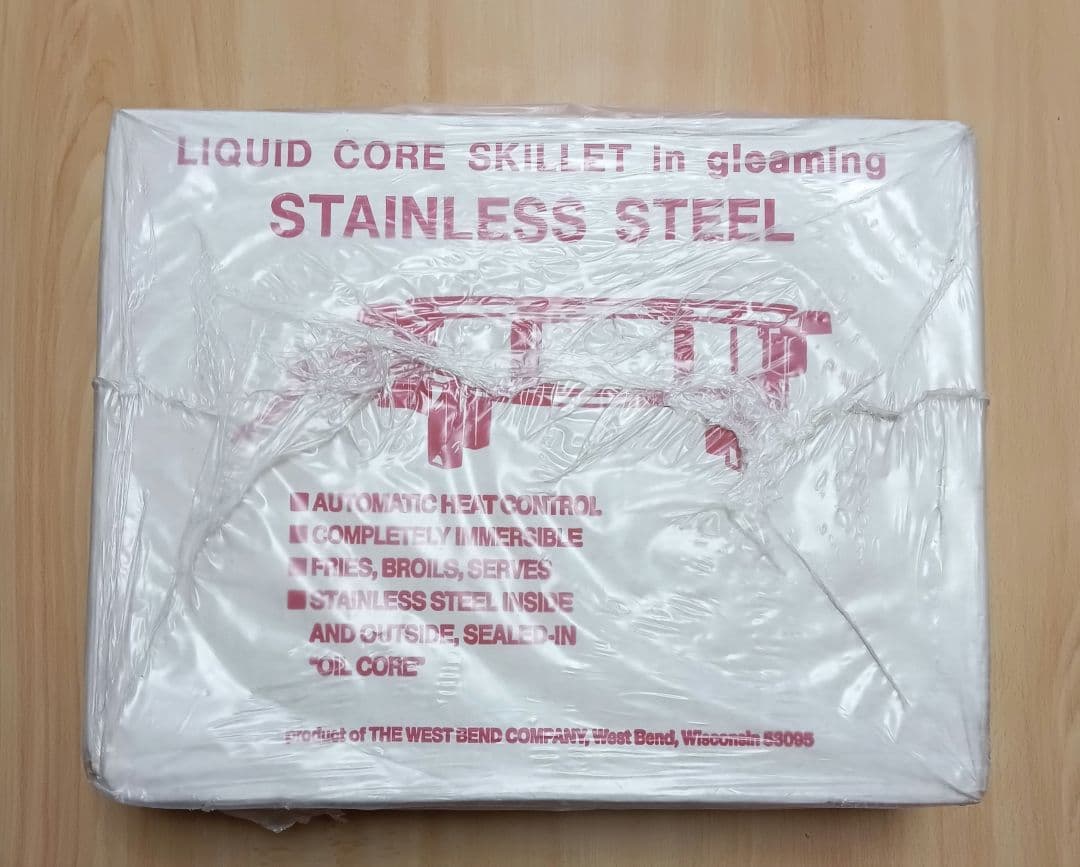 LIQUID CORE SKILLET in gleaming
STAINLESS STEEL
AUTOMATIC HEAT CONTROL
COMPLETELY IMMERSIBLE
FRIES, BROILS, SERVES
STAINLESS STEEL INSIDE
AND OUTSIDE, SEALED-IN
"OIL CORE"
product of THE WEST BEND COMPANY, West Bend, Wisconsin 53095